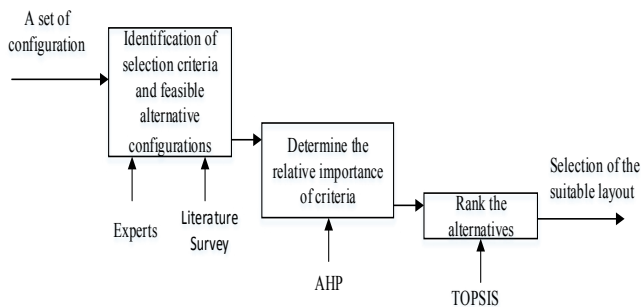 A set of
configuration
Identification of
selection criteria
and feasible
alternative
configurations
Experts
Literature
Survey
Determine the
relative importance
of criteria
AHP
Rank the
alternatives
TOPSIS
Selection of the
suitable layout